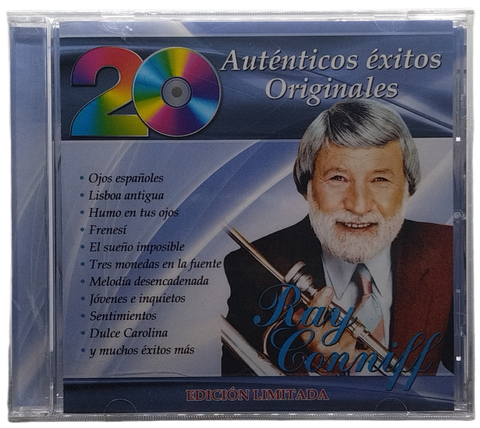 20 Auténticos éxitos
Originales
• Ojos españoles
• Lisboa antigua
• Humo en tus ojos
• Frenesí
• El sueño imposible
• Tres monedas en la fuente
• Melodía desencadenada
• Jóvenes e inquietos
• Sentimientos
• Dulce Carolina
• y muchos éxitos más
Ray
Conniff
EDICIÓN LIMITADA